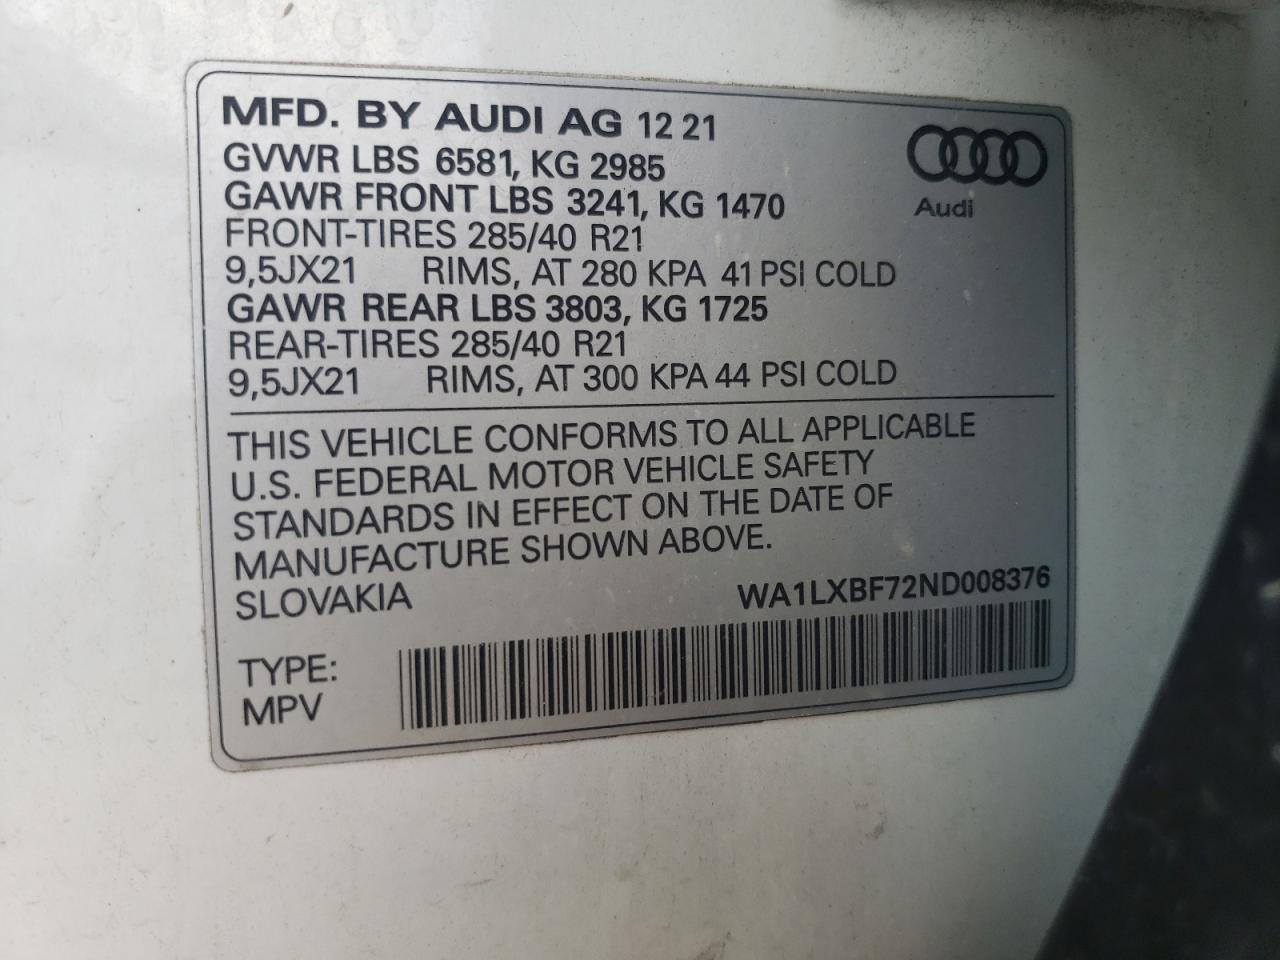 MFD. BY AUDI AG 12 21
GVWR LBS 6581, KG 2985
GAWR FRONT LBS 3241, KG 1470
FRONT-TIRES 285/40 R21
9,5JX21 RIMS, AT 280 KPA 41 PSI COLD
GAWR REAR LBS 3803, KG 1725
REAR-TIRES 285/40 R21
9,5JX21 RIMS, AT 300 KPA 44 PSI COLD
Audi
THIS VEHICLE CONFORMS TO ALL APPLICABLE
U.S. FEDERAL MOTOR VEHICLE SAFETY
STANDARDS IN EFFECT ON THE DATE OF
MANUFACTURE SHOWN ABOVE.
SLOVAKIA WA1LXBF72ND008376
TYPE:
MPV